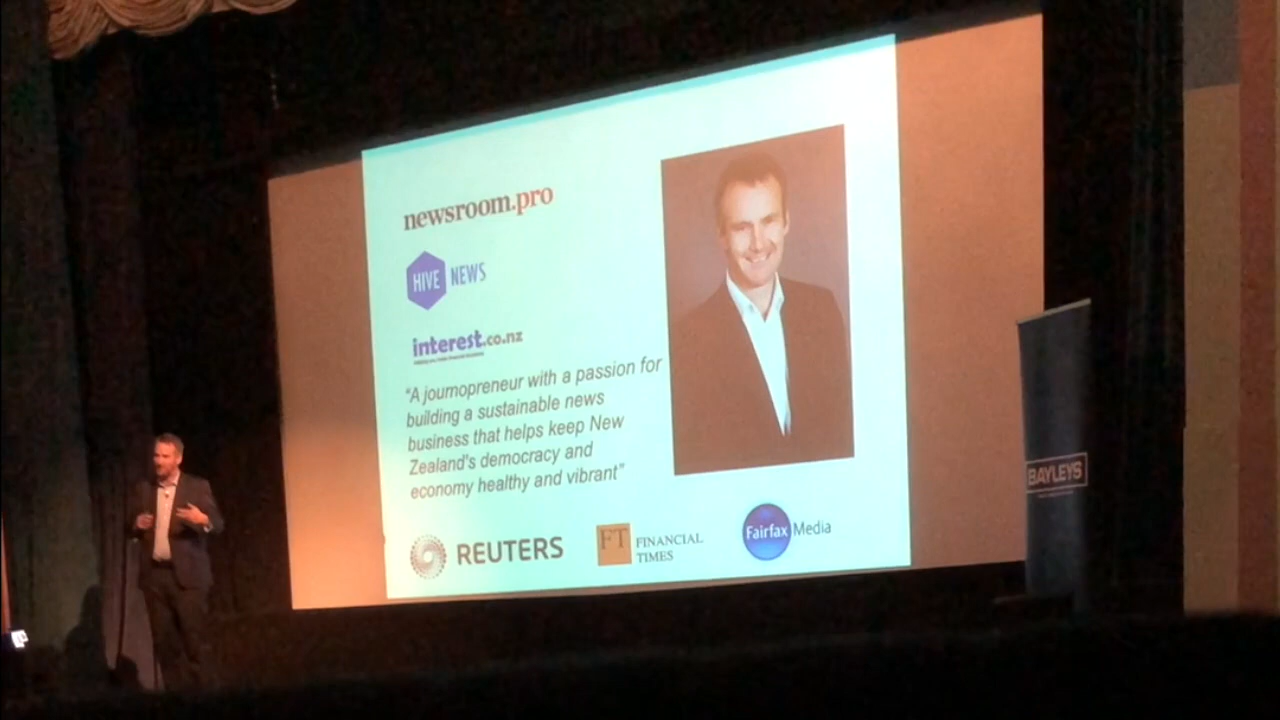 newsroom.pro
HIVE NEWS
interest.co.nz
"A journopreneur with a passion for
building a sustainable news
business that helps keep New
Zealand's democracy and
economy healthy and vibrant"
REUTERS
FT FINANCIAL
TIMES
Fairfax Media
BAYLEYS